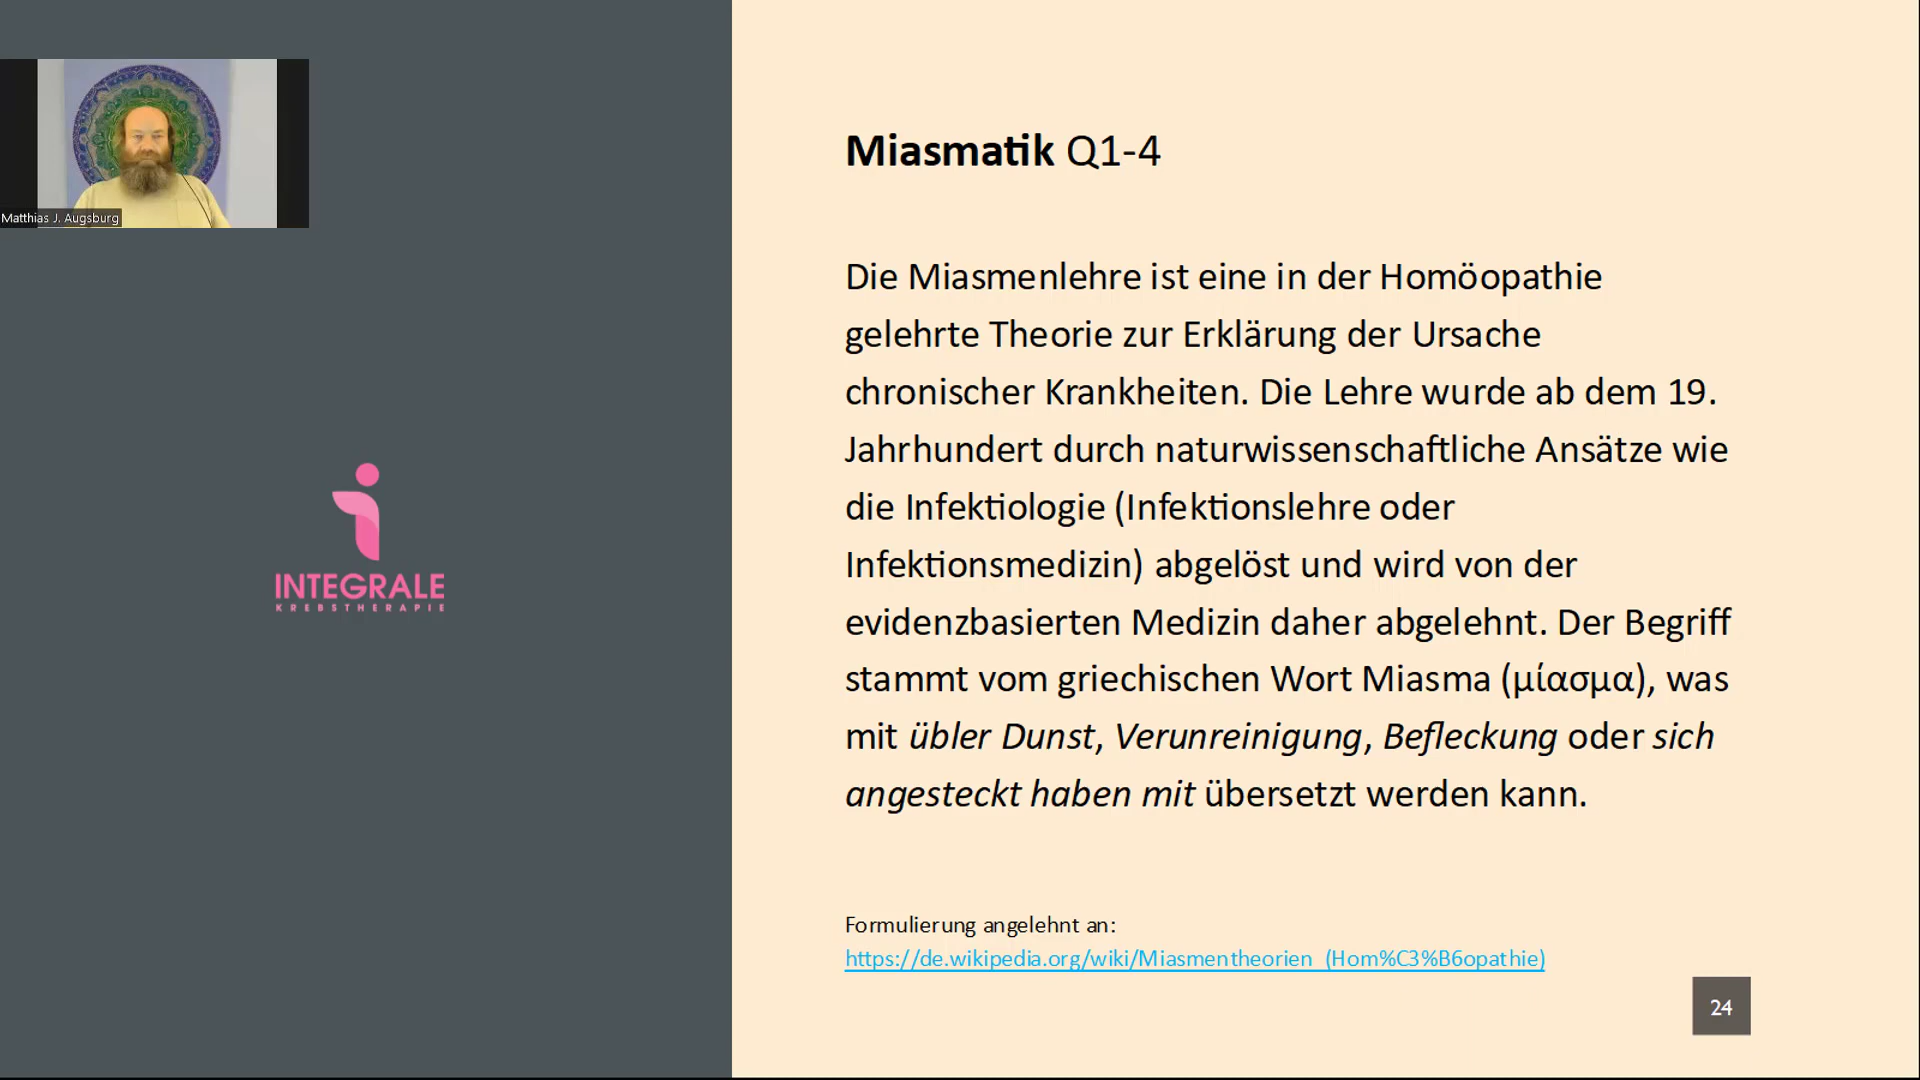 Matthias J. Augsburg
INTEGRALE
KREBSTHERAPIE
Miasmatik Q1-4
Die Miasmenlehre ist eine in der Homöopathie
gelehrte Theorie zur Erklärung der Ursache
chronischer Krankheiten. Die Lehre wurde ab dem 19.
Jahrhundert durch naturwissenschaftliche Ansätze wie
die Infektiologie (Infektionslehre oder
Infektionsmedizin) abgelöst und wird von der
evidenzbasierten Medizin daher abgelehnt. Der Begriff
stammt vom griechischen Wort Miasma (μίασμα), was
mit übler Dunst, Verunreinigung, Befleckung oder sich
angesteckt haben mit übersetzt werden kann.
Formulierung angelehnt an:
https://de.wikipedia.org/wiki/Miasmentheorien_(Hom%C3%B6opathie)
24